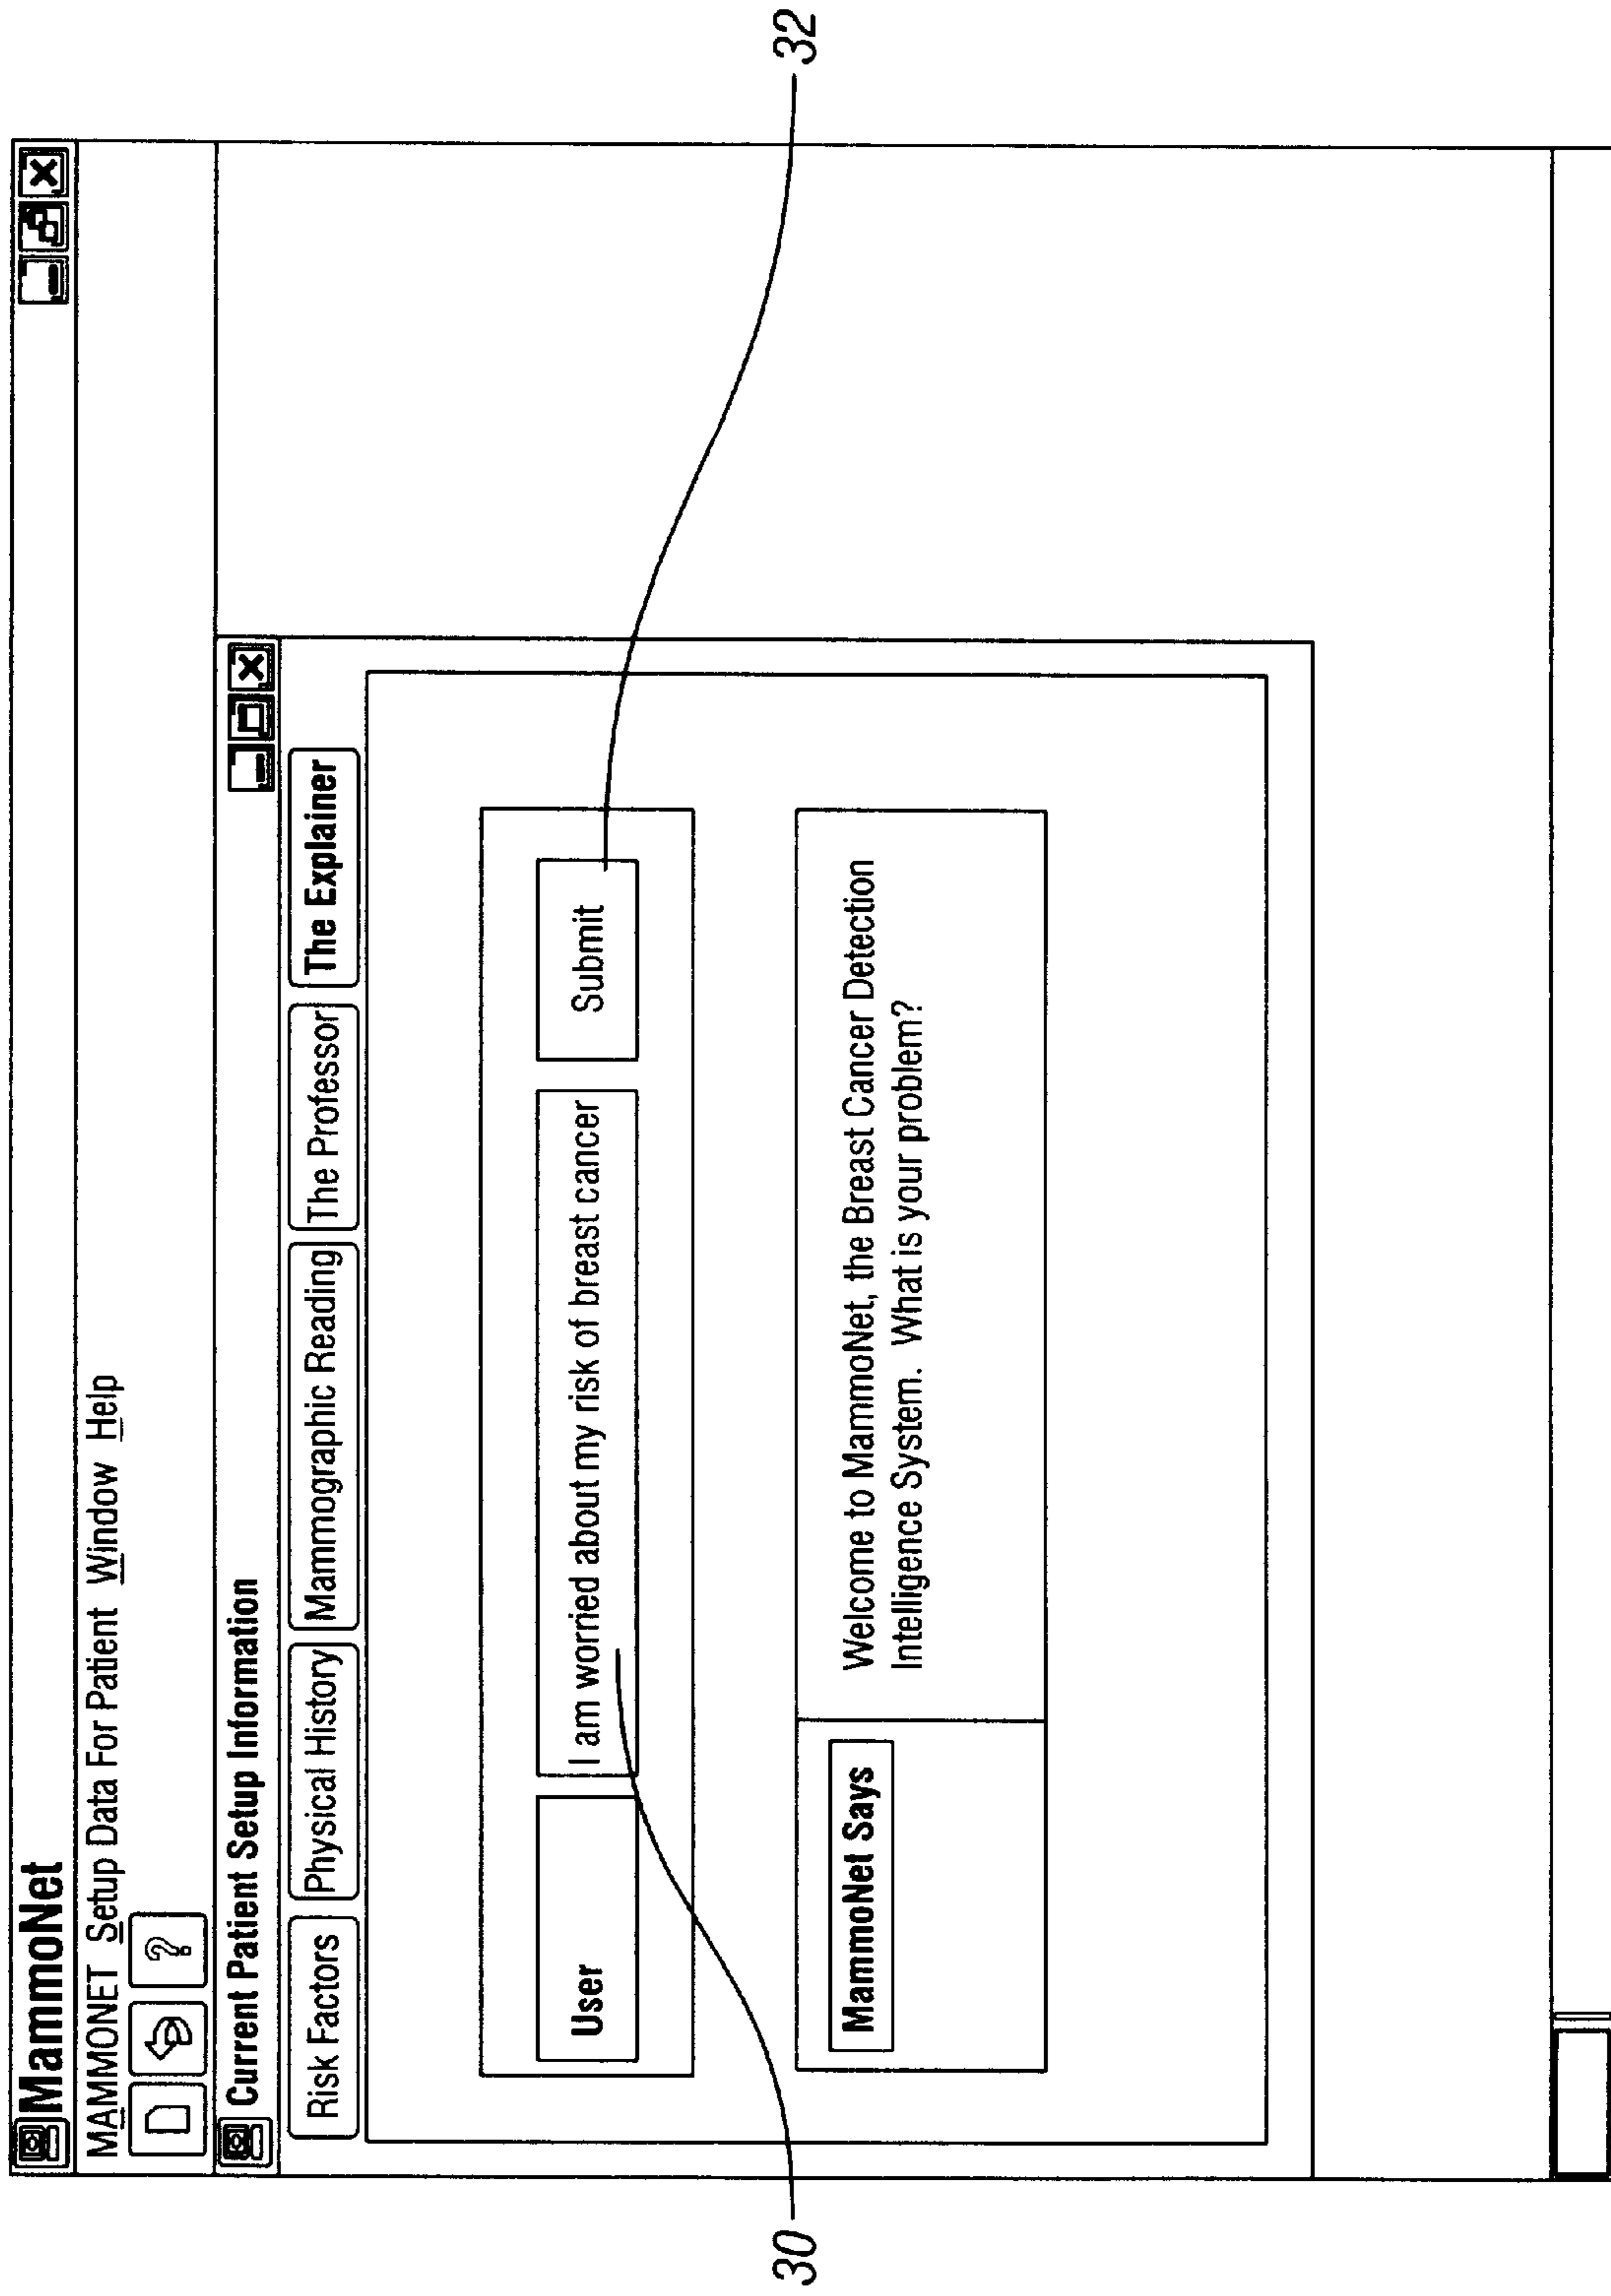 MammoNet
MAMMONET Setup Data For Patient Window Help
?
Current Patient Setup Information
Risk Factors Physical History Mammographic Reading The Professor The Explainer
User I am worried about my risk of breast cancer Submit
MammoNet Says
Welcome to MammoNet, the Breast Cancer Detection
Intelligence System. What is your problem?
30
32